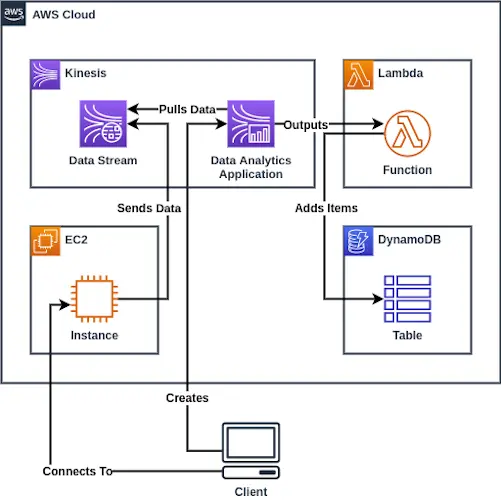 aws
AWS Cloud
Kinesis
Lambda
Pulls Data
Outputs
Data Stream
Data Analytics
Application
Function
Sends Data
Adds Items
EC2
DynamoDB
Instance
Table
Creates
Connects To
Client